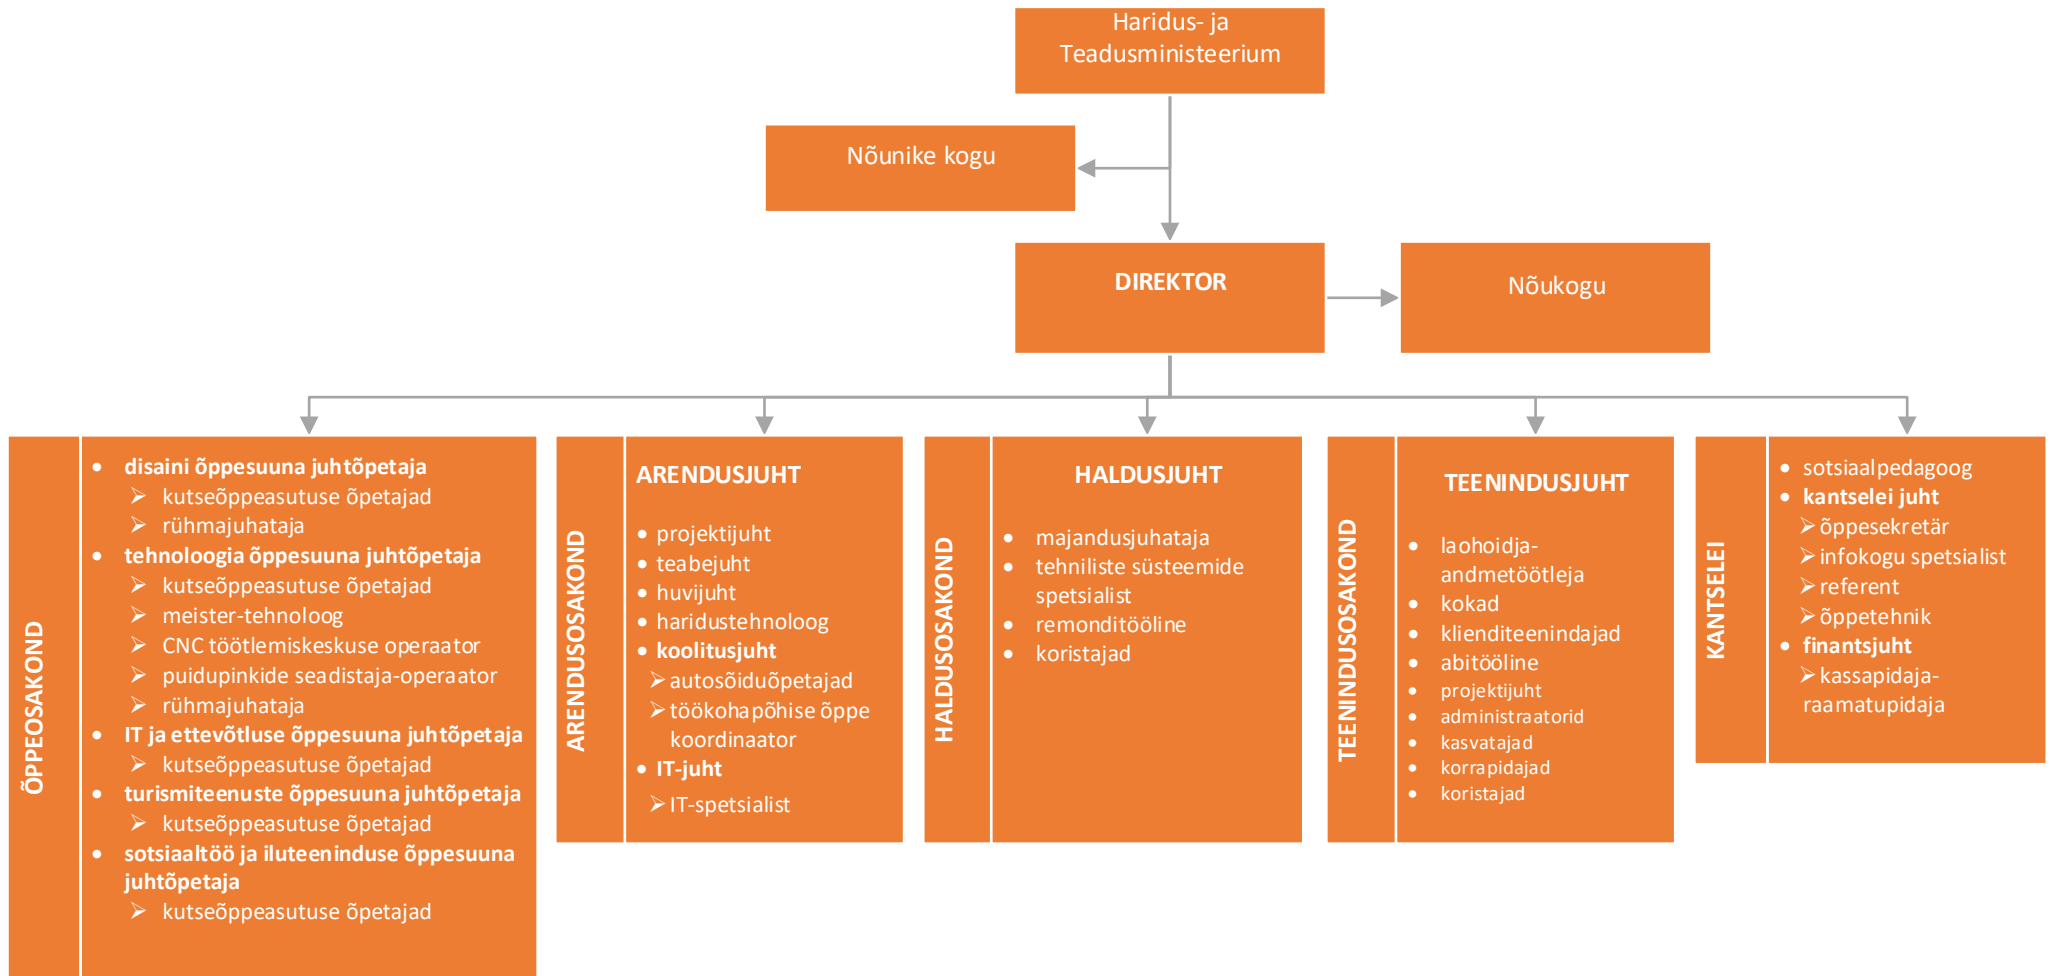 Haridus- ja
Teadusministeerium
Nõunike kogu
DIREKTOR
Nõukogu
ÕPPEOSAKOND
• disaini õppesuuna juhtõpetaja
➢ kutseõppeasutuse õpetajad
➢ rühmajuhataja
• tehnoloogia õppesuuna juhtõpetaja
➢ kutseõppeasutuse õpetajad
➢ meister-tehnoloog
➢ CNC töötlemiskeskuse operaator
➢ puidupinkide seadistaja-operaator
➢ rühmajuhataja
• IT ja ettevõtluse õppesuuna juhtõpetaja
➢ kutseõppeasutuse õpetajad
• turismiteenuste õppesuuna juhtõpetaja
➢ kutseõppeasutuse õpetajad
• sotsiaaltöö ja iluteeninduse õppesuuna
juhtõpetaja
➢ kutseõppeasutuse õpetajad
ARENDUSOSAKOND
ARENDUSJUHT
• projektijuht
• teabejuht
• huvijuht
• haridustehnoloog
• koolitusjuht
➢ autosõiduõpetajad
➢ töökohapõhise õppe
koordinaator
• IT-juht
➢ IT-spetsialist
HALDUSOSAKOND
HALDUSJUHT
• majandusjuhataja
• tehniliste süsteemide
spetsialist
• remonditööline
• koristajad
TEENINDUSOSAKOND
TEENINDUSJUHT
• laohoidja-
andmetöötleja
• kokad
• klienditeenindajad
• abitööline
• projektijuht
• administraatorid
• kasvatajad
• korrapidajad
• koristajad
KANTSELEI
• sotsiaalpedagoog
• kantselei juht
➢ õppesekretär
➢ infokogu spetsialist
➢ referent
➢ õppetehnik
• finantsjuht
➢ kassapidaja-
raamatupidaja